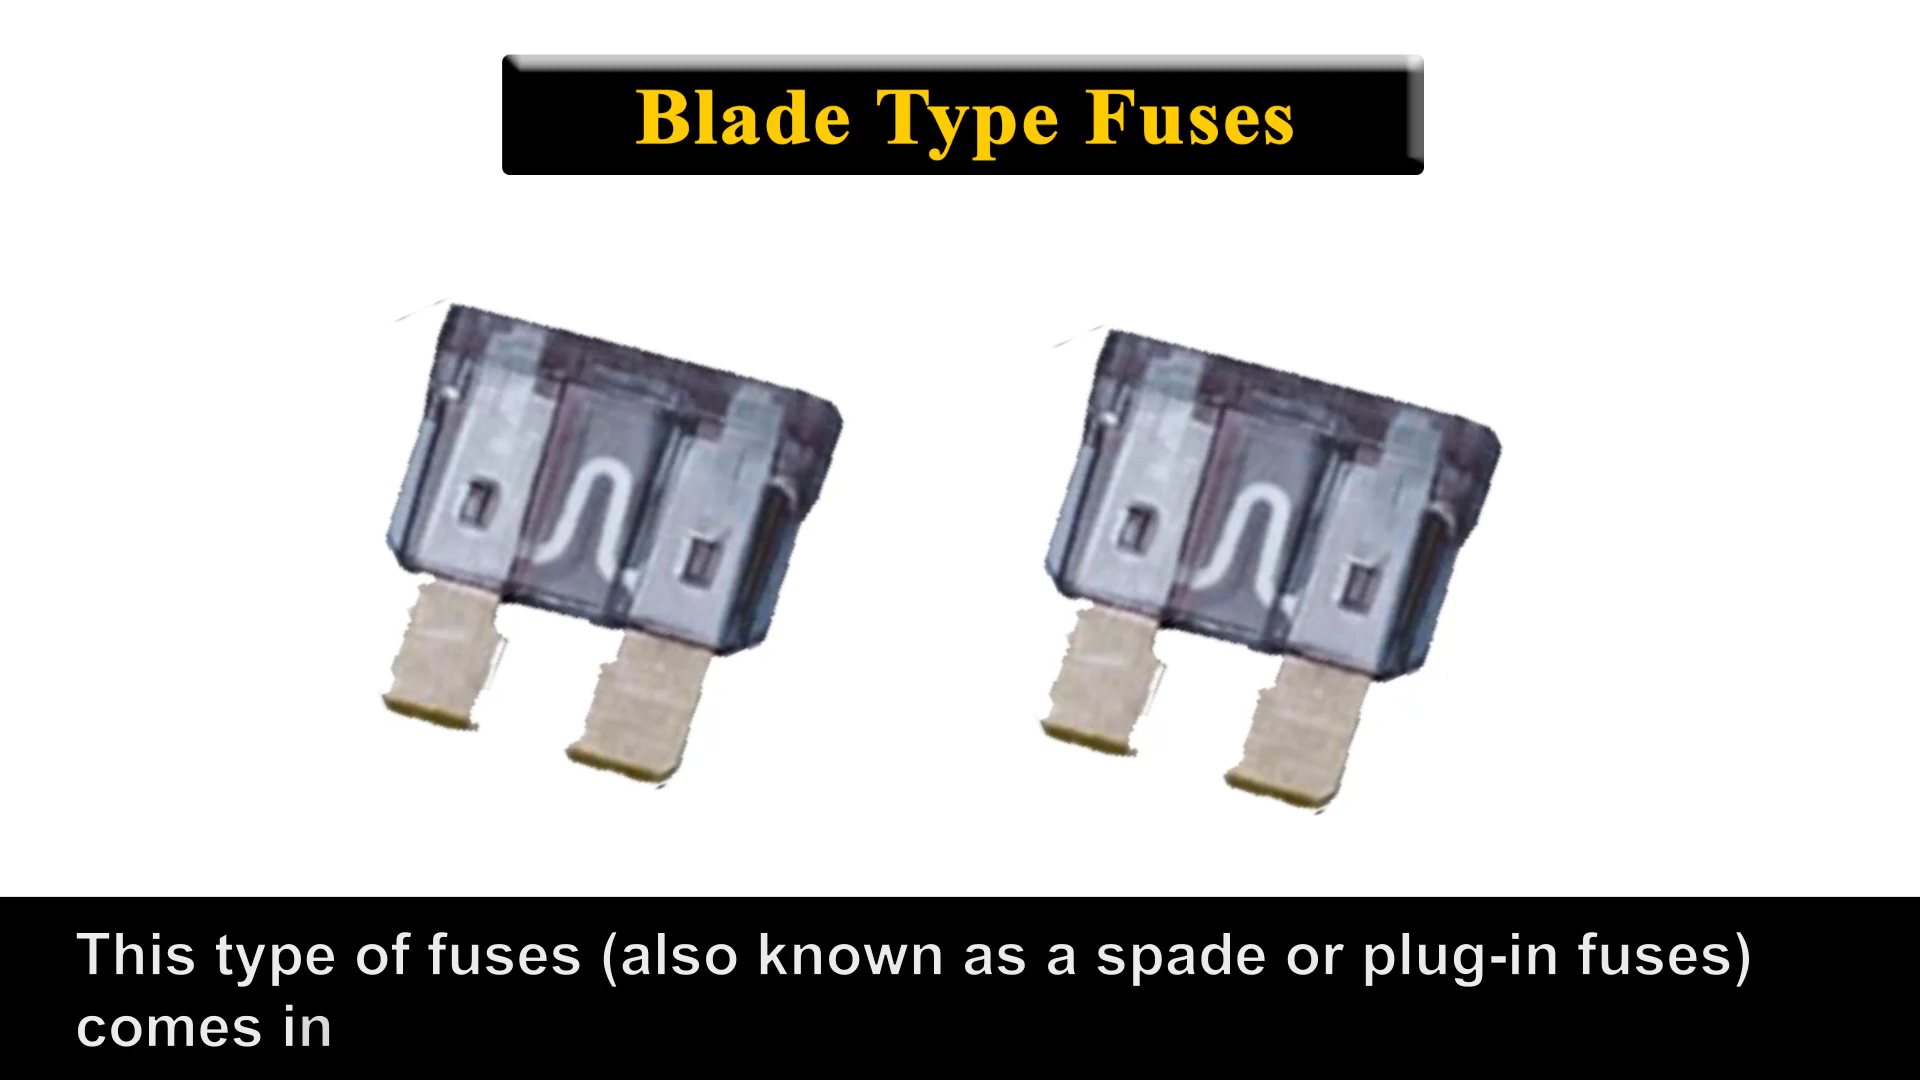 Blade Type Fuses
This type of fuses (also known as a spade or plug-in fuses)
comes in